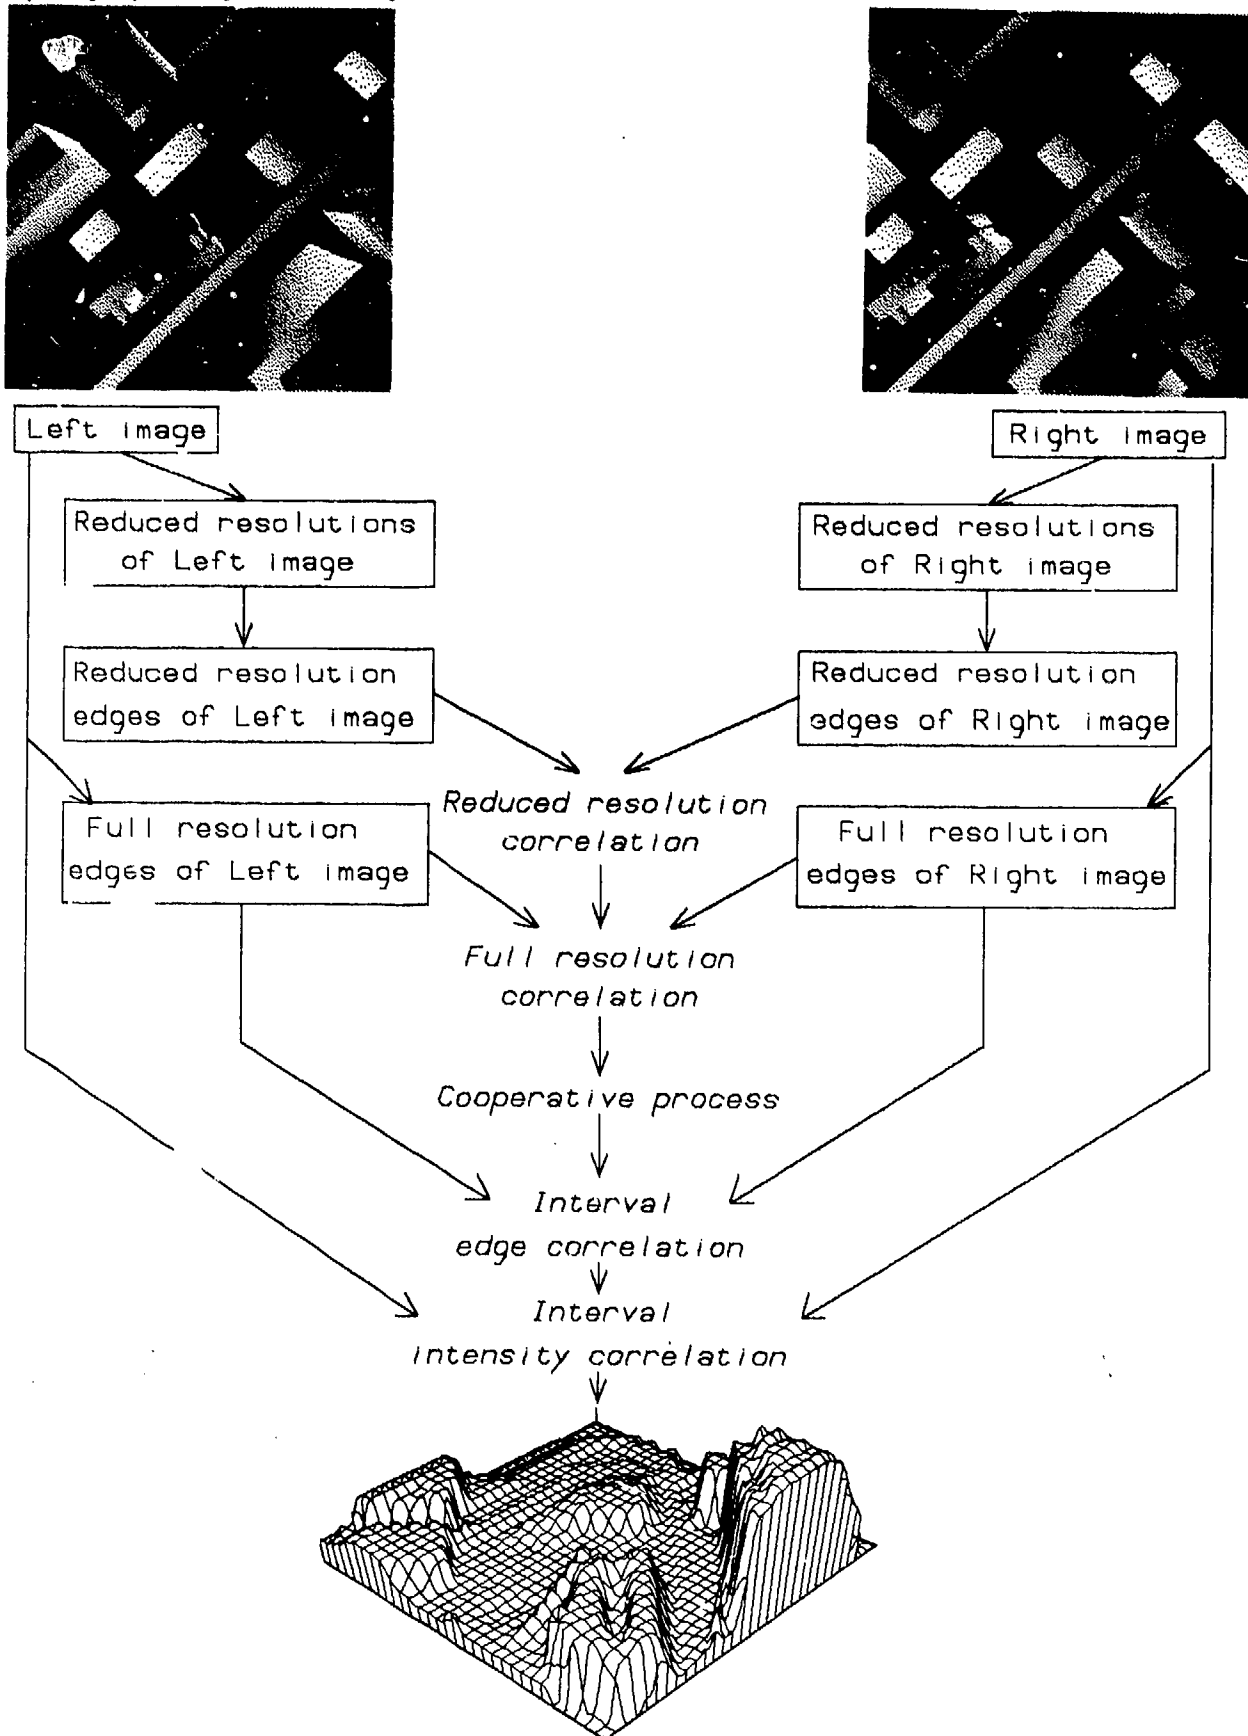 Left image
Right image
Reduced resolutions
of Left image
Reduced resolutions
of Right image
Reduced resolution
edges of Left image
Reduced resolution
edges of Right image
Reduced resolution
correlation
Full resolution
edges of Left image
Full resolution
edges of Right image
Full resolution
correlation
Cooperative process
Interval
edge correlation
Interval
intensity correlation